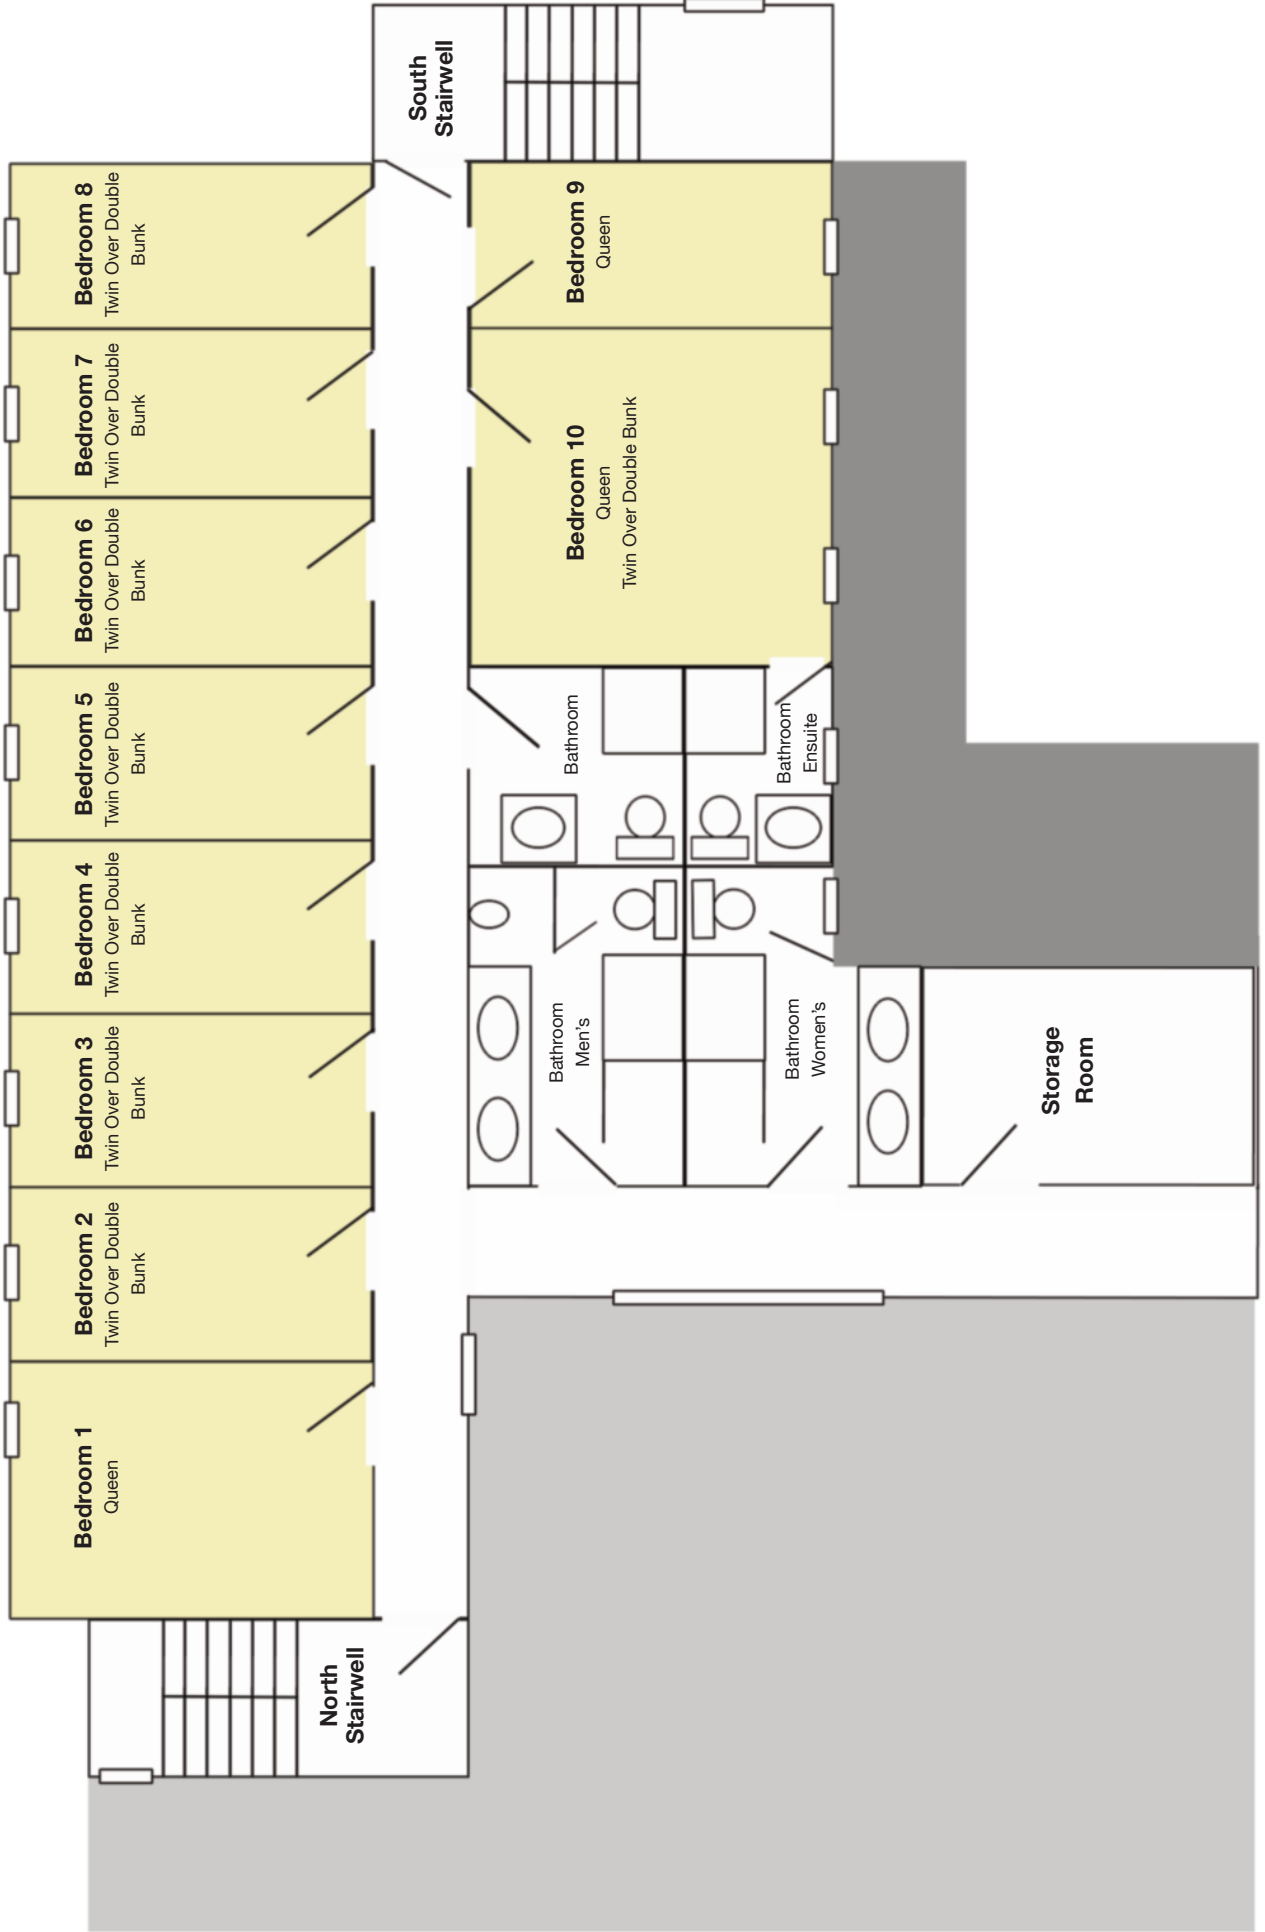 Bedroom 1
Queen
Bedroom 2
Twin Over Double
Bunk
Bedroom 3
Twin Over Double
Bunk
Bedroom 4
Twin Over Double
Bunk
Bedroom 5
Twin Over Double
Bunk
Bedroom 6
Twin Over Double
Bunk
Bedroom 7
Twin Over Double
Bunk
Bedroom 8
Twin Over Double
Bunk
North
Stairwell
South
Stairwell
Bathroom
Men's
Bathroom
Bedroom 10
Queen
Twin Over Double Bunk
Bedroom 9
Queen
Bathroom
Women's
Bathroom
Ensuite
Storage
Room